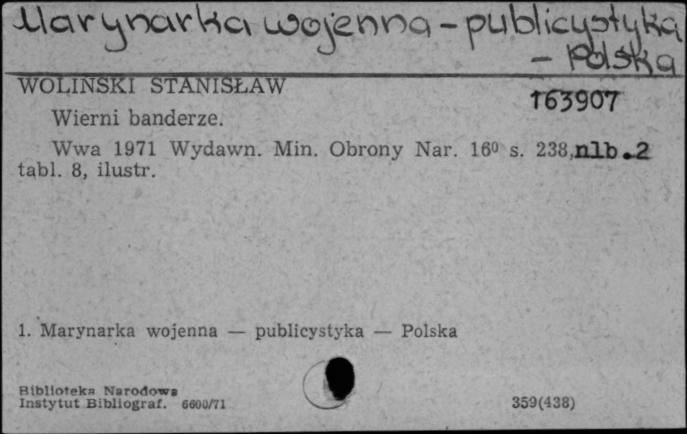 Marynarka wojenna - publicystyka
- Polska
WOLIŃSKI STANISŁAW
163907
Wierni banderze.
Wwa 1971 Wydawn. Min. Obrony Nar. 16⁰ s. 238, nlb.2
tabl. 8, ilustr.
1. Marynarka wojenna — publicystyka — Polska
Biblioteka Narodowa
Instytut Bibliograf. 6600/71
359(438)